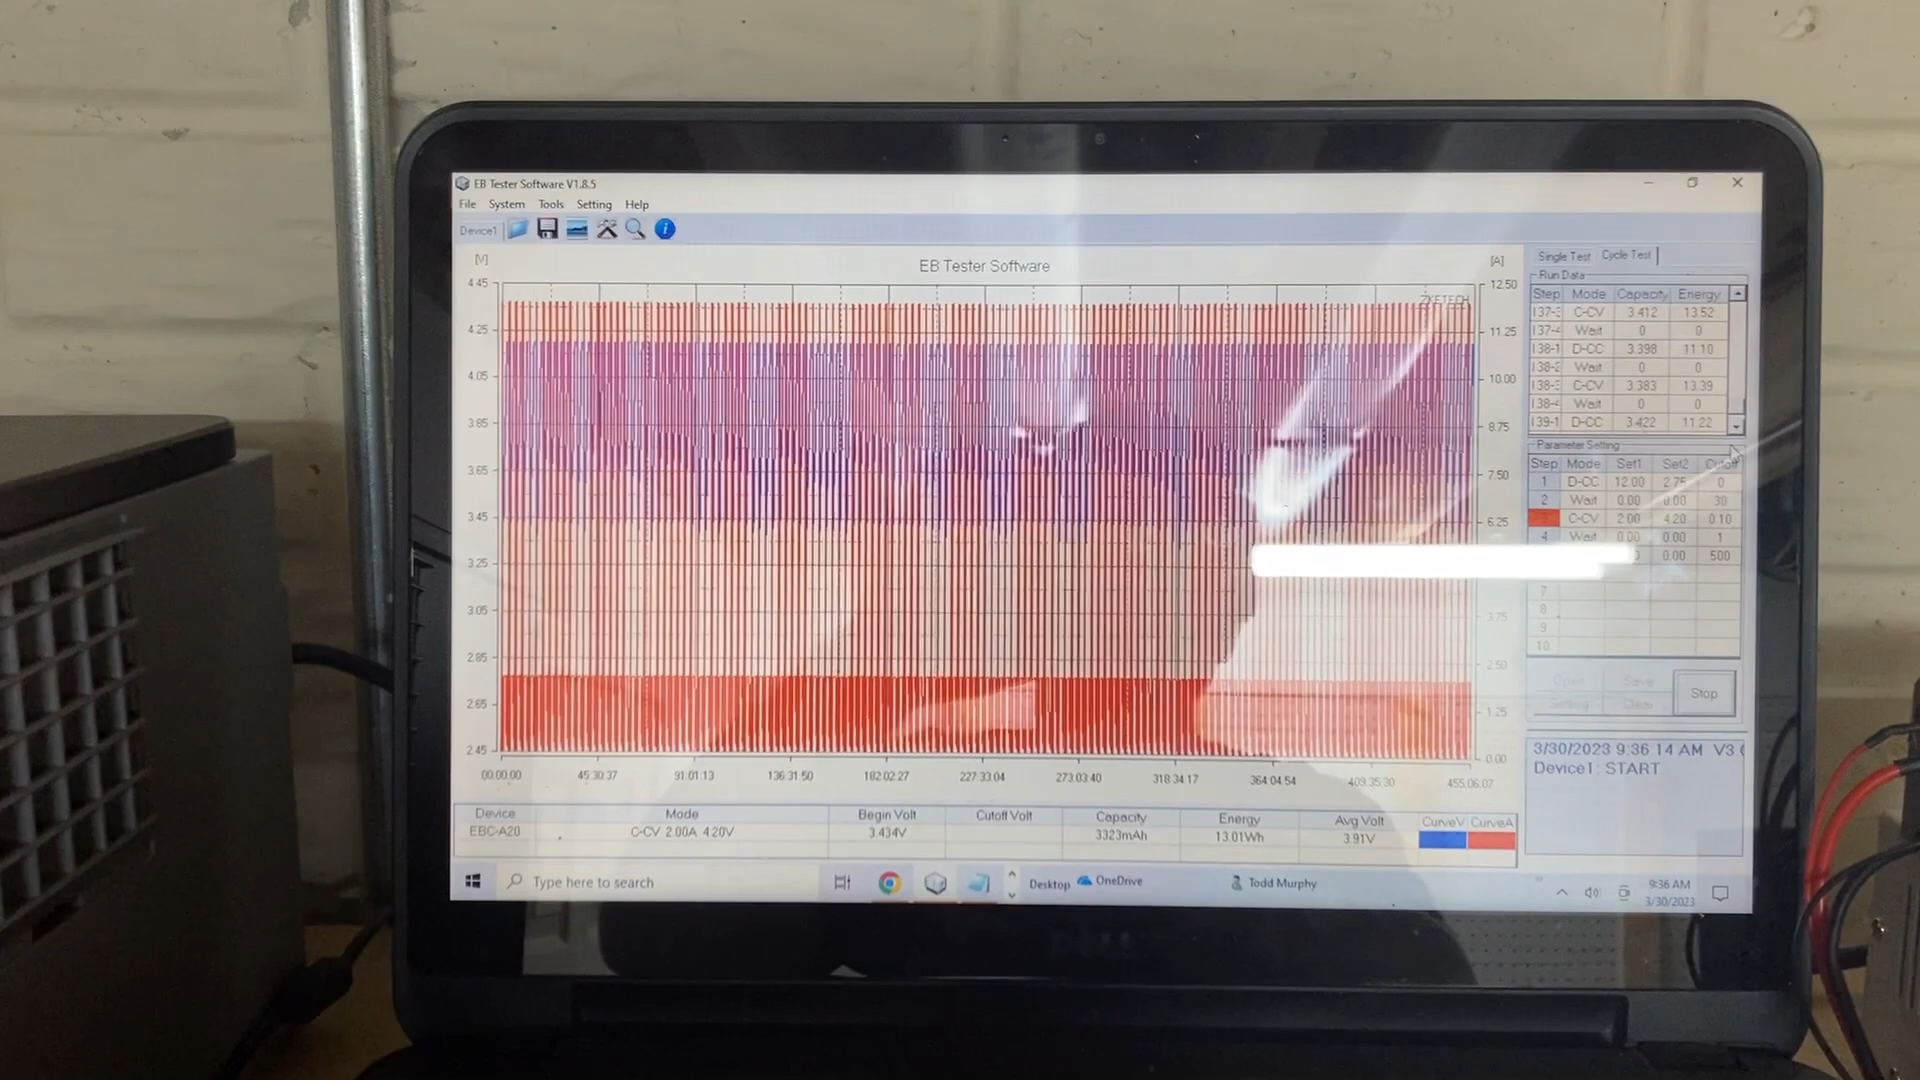 EB Tester Software V1.8.5
File System Tools Setting Help
Device1
Single Test Cycle Test
[V] EB Tester Software [A]
ZKETECH
4.45
4.25
4.05
3.85
3.65
3.45
3.25
3.05
2.85
2.65
2.45
12.50
11.25
10.00
8.75
7.50
6.25
3.75
2.50
1.25
0.00
00:00:00 45:30:37 91:01:13 136:31:50 182:02:27 227:33:04 273:03:40 318:34:17 364:04:54 409:35:30 455:06:07
Run Data
Step Mode Capacity Energy
C-CV 3.412 13.52
Wait 0 0
138-1 D-CC 3.398 11.10
Wait 0 0
C-CV 3.383 13.39
Wait 0 0
139-1 D-CC 3.422 11.22
Parameter Setting
Step Mode Set1 Set2 Cutoff
1 D-CC 12.00 2.75 0
2 Wait 0.00 0.00 30
C-CV 2.00 4.20 0.10
4 Wait 0.00 0.00 1
0.00 500
7
8
9
10
Open Save
Setting Clear
Stop
3/30/2023 9:36:14 AM
Device1: START
Device Mode Begin Volt Cutoff Volt Capacity Energy Avg Volt CurveV CurveA
EBC-A20 C-CV 2.00A 4.20V 3.434V 3323mAh 13.01Wh 3.91V
Type here to search
Desktop OneDrive Todd Murphy
9:36 AM
3/30/2023